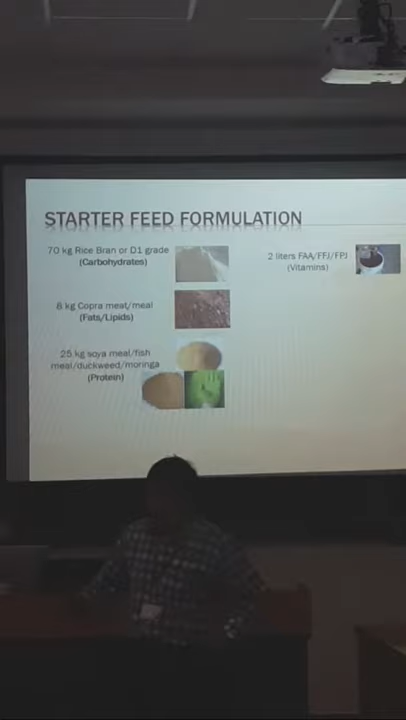 STARTER FEED FORMULATION
70 kg Rice Bran or D1 grade
(Carbohydrates)
8 kg Copra meat/meal
(Fats/Lipids)
25 kg soya meal/fish
meal/duckweed/moringa
(Protein)
2 liters FAA/FFJ/FPJ
(Vitamins)